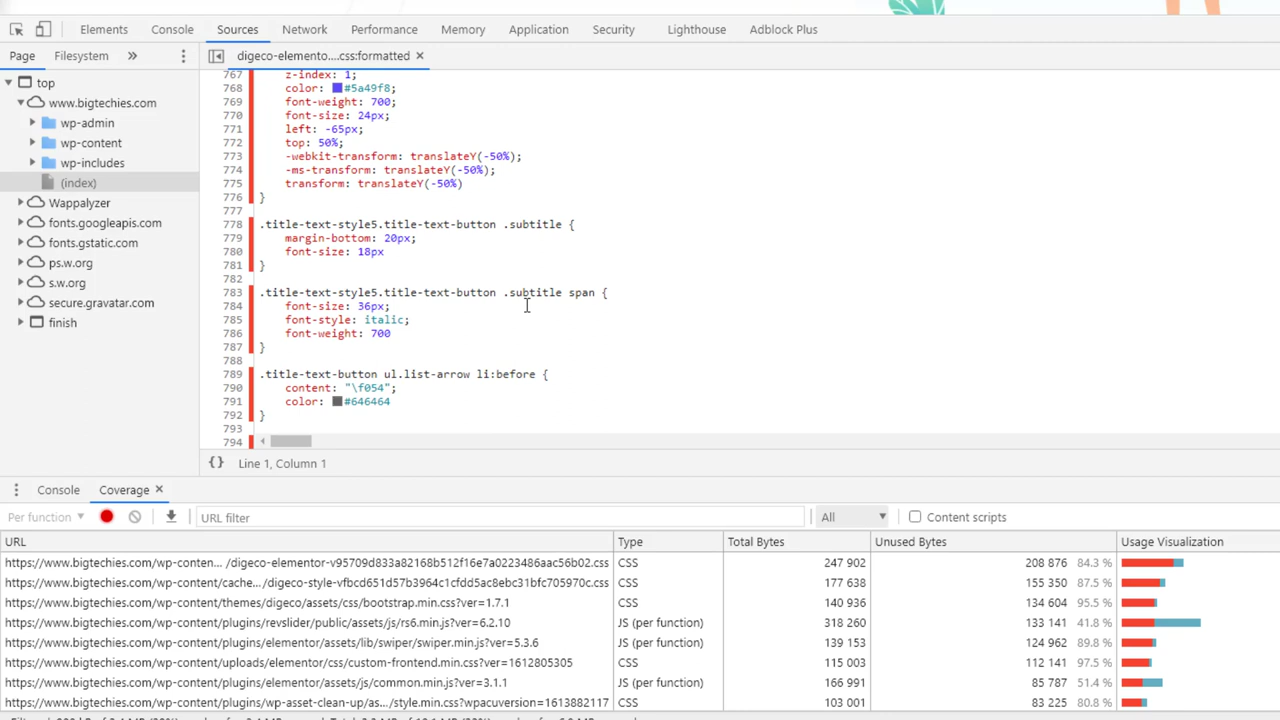 Elements Console Sources Network Performance Memory Application Security Lighthouse Adblock Plus
Page Filesystem » digeco-elemento....css:formatted ×
top
www.bigtechies.com
wp-admin
wp-content
wp-includes
(index)
Wappalyzer
fonts.googleapis.com
fonts.gstatic.com
ps.w.org
s.w.org
secure.gravatar.com
finish
767 z-index: 1;
768 color: #5a49f8;
769 font-weight: 700;
770 font-size: 24px;
771 left: -65px;
772 top: 50%;
773 -webkit-transform: translateY(-50%);
774 -ms-transform: translateY(-50%);
775 transform: translateY(-50%)
776 }
777
778 .title-text-style5.title-text-button .subtitle {
779 margin-bottom: 20px;
780 font-size: 18px
781 }
782
783 .title-text-style5.title-text-button .subtitle span {
784 font-size: 36px;
785 font-style: italic;
786 font-weight: 700
787 }
788
789 .title-text-button ul.list-arrow li:before {
790 content: "\f054";
791 color: #646464
792 }
793
794
{} Line 1, Column 1
Console Coverage ×
Per function URL filter All Content scripts
URL Type Total Bytes Unused Bytes Usage Visualization
https://www.bigtechies.com/wp-conten... /digeco-elementor-v95709d833a82168b512f16e7a0223486aac56b02.css CSS 247 902 208 876 84.3 %
https://www.bigtechies.com/wp-content/cache.../digeco-style-vfbcd651d57b3964c1cfdd5ac8ebc31bfc705970c.css CSS 177 638 155 350 87.5 %
https://www.bigtechies.com/wp-content/themes/digeco/assets/css/bootstrap.min.css?ver=1.7.1 CSS 140 936 134 604 95.5 %
https://www.bigtechies.com/wp-content/plugins/revslider/public/assets/js/rs6.min.js?ver=6.2.10 JS (per function) 318 260 133 141 41.8 %
https://www.bigtechies.com/wp-content/plugins/elementor/assets/lib/swiper/swiper.min.js?ver=5.3.6 JS (per function) 139 153 124 962 89.8 %
https://www.bigtechies.com/wp-content/uploads/elementor/css/custom-frontend.min.css?ver=1612805305 CSS 115 003 112 141 97.5 %
https://www.bigtechies.com/wp-content/plugins/elementor/assets/js/common.min.js?ver=3.1.1 JS (per function) 166 991 85 787 51.4 %
https://www.bigtechies.com/wp-content/plugins/wp-asset-clean-up/as.../style.min.css?wpacuversion=1613882117 CSS 103 001 83 225 80.8 %